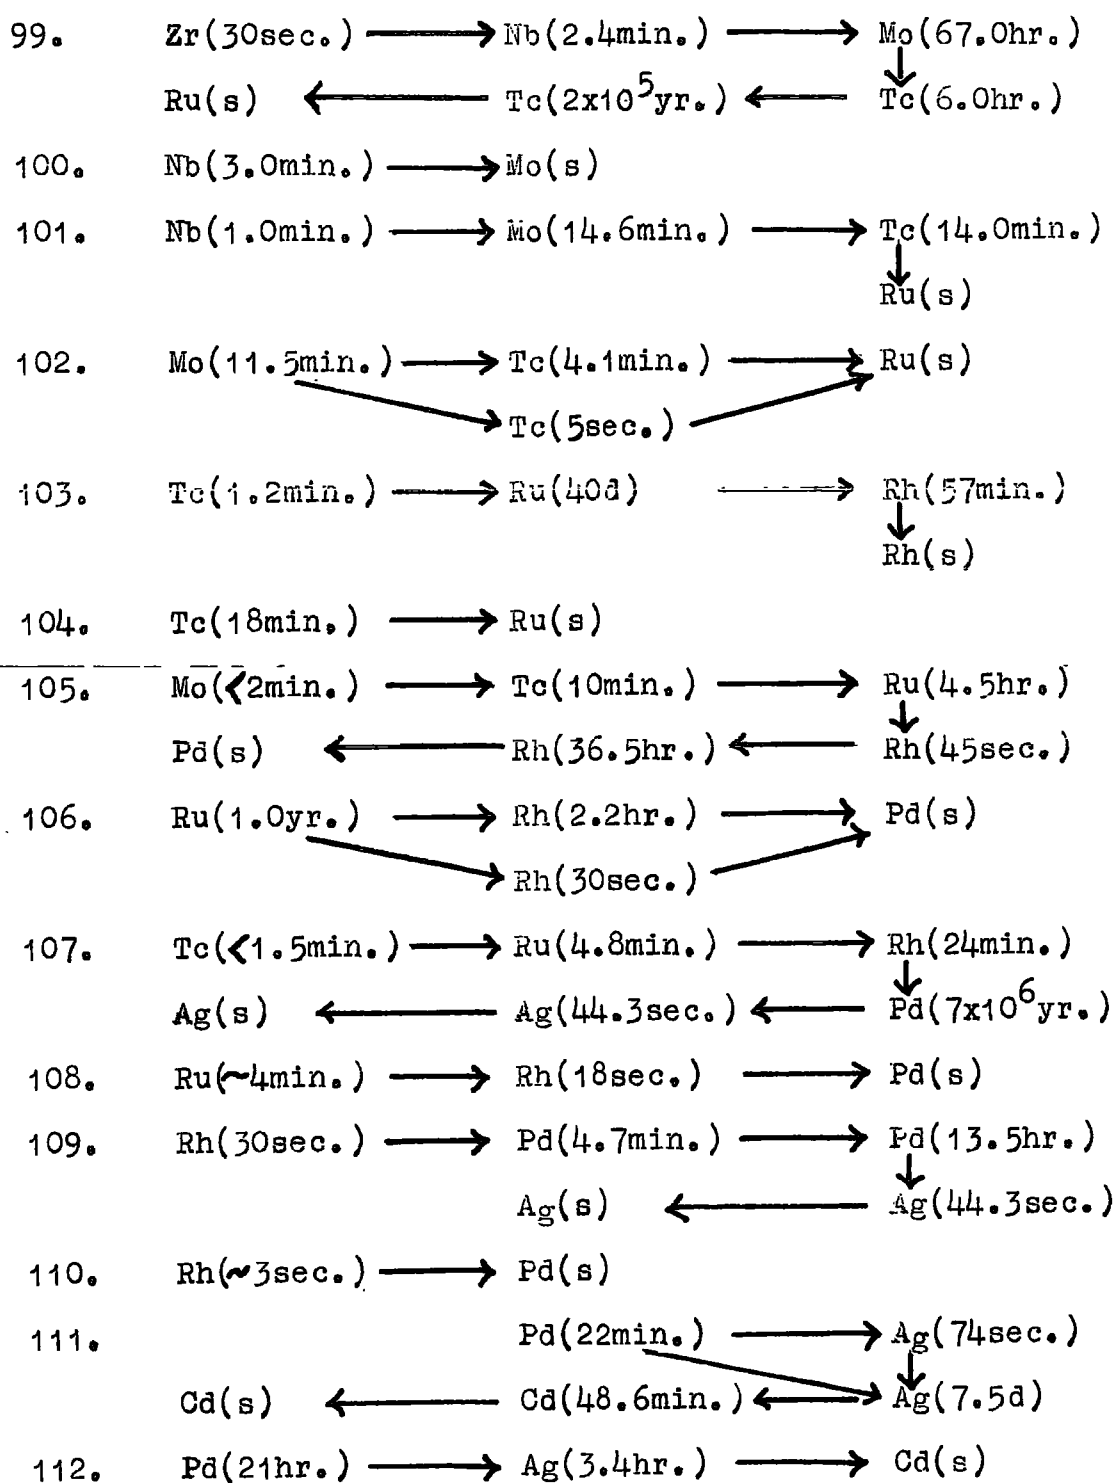 99. Zr(30sec.) → Nb(2.4min.) → Mo(67.0hr.)
Ru(s) ← Tc(2x10⁵yr.) ← Tc(6.0hr.)
100. Nb(3.0min.) → Mo(s)
101. Nb(1.0min.) → Mo(14.6min.) → Tc(14.0min.)
Ru(s)
102. Mo(11.5min.) → Tc(4.1min.) → Ru(s)
Tc(5sec.)
103. Tc(1.2min.) → Ru(40d) → Rh(57min.)
Rh(s)
104. Tc(18min.) → Ru(s)
105. Mo(<2min.) → Tc(10min.) → Ru(4.5hr.)
Pd(s) ← Rh(36.5hr.) ← Rh(45sec.)
106. Ru(1.0yr.) → Rh(2.2hr.) → Pd(s)
Rh(30sec.)
107. Tc(<1.5min.) → Ru(4.8min.) → Rh(24min.)
Ag(s) ← Ag(44.3sec.) ← Pd(7x10⁶yr.)
108. Ru(~4min.) → Rh(18sec.) → Pd(s)
109. Rh(30sec.) → Pd(4.7min.) → Pd(13.5hr.)
Ag(s) ← Ag(44.3sec.)
110. Rh(~3sec.) → Pd(s)
111. Pd(22min.) → Ag(74sec.)
Cd(s) ← Cd(48.6min.) ← Ag(7.5d)
112. Pd(21hr.) → Ag(3.4hr.) → Cd(s)